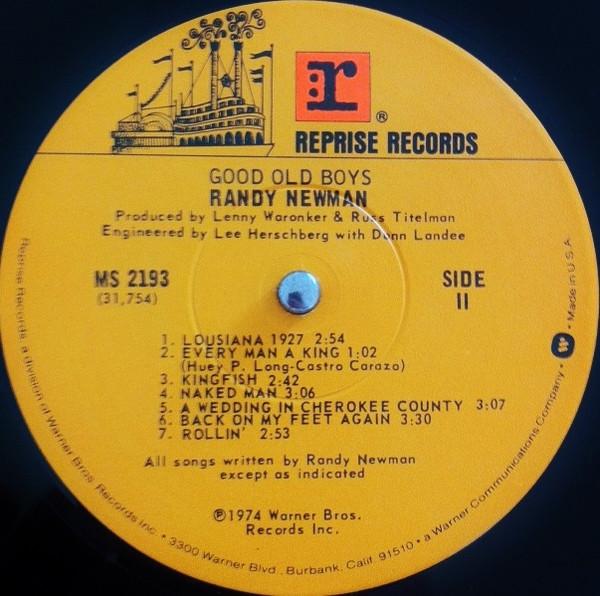 r
®
REPRISE RECORDS
GOOD OLD BOYS
RANDY NEWMAN
Produced by Lenny Waronker & Russ Titelman
Engineered by Lee Herschberg with Donn Landee
MS 2193
(31,754)
SIDE
II
1. LOUSIANA 1927 2:54
2. EVERY MAN A KING 1:02
(Huey P. Long-Castro Carazo)
3. KINGFISH 2:42
4. NAKED MAN 3:06
5. A WEDDING IN CHEROKEE COUNTY 3:07
6. BACK ON MY FEET AGAIN 3:30
7. ROLLIN' 2:53
All songs written by Randy Newman
except as indicated
℗1974 Warner Bros.
Records Inc.
Reprise Records, a division of Warner Bros. Records Inc. • 3300 Warner Blvd., Burbank, Calif. 91510 • a Warner Communications Company • W • Made in U.S.A.